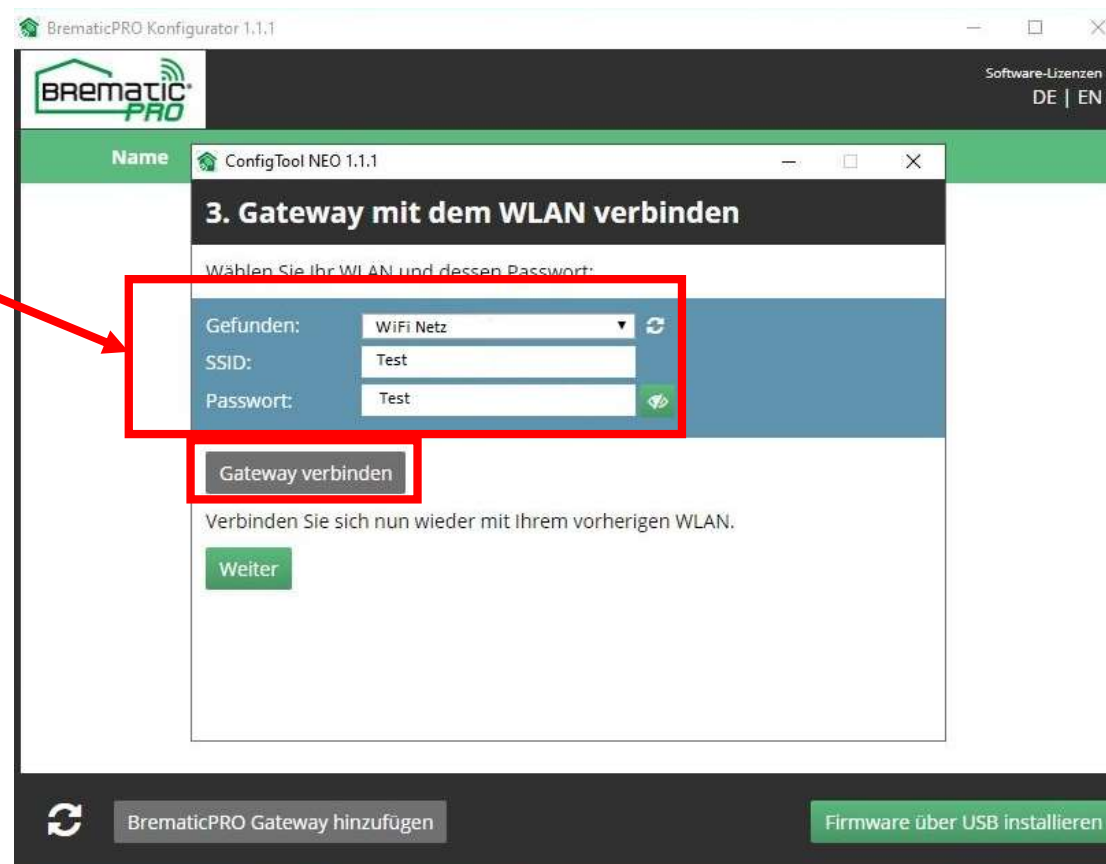 BrematicPRO Konfigurator 1.1.1
BREMATIC
PRO
Software-Lizenzen
DE | EN
Name
ConfigTool NEO 1.1.1
3. Gateway mit dem WLAN verbinden
Wählen Sie Ihr WLAN und dessen Passwort:
Gefunden: WiFi Netz
SSID: Test
Passwort: Test
Gateway verbinden
Verbinden Sie sich nun wieder mit Ihrem vorherigen WLAN.
Weiter
BrematicPRO Gateway hinzufügen Firmware über USB installieren